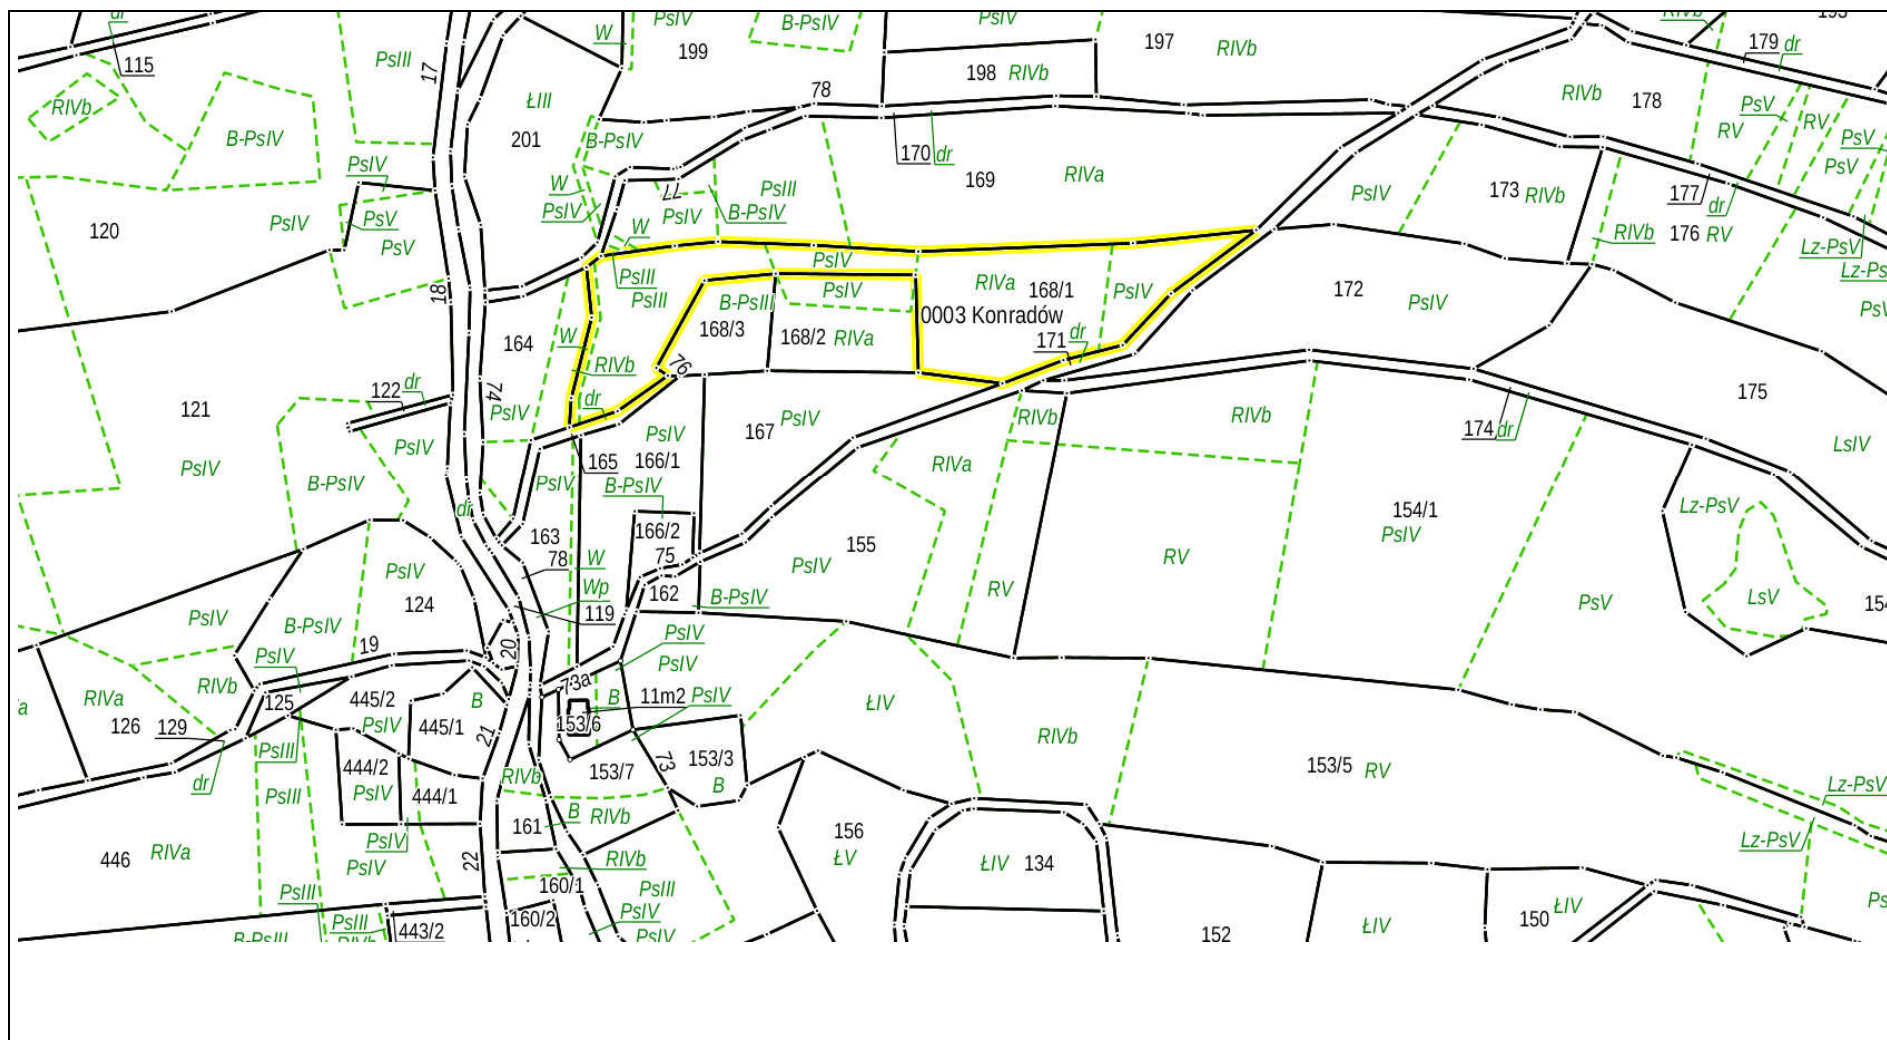 dr
PsIV
B-PsIV
PsIV
RIVb
193
W
199
197
RIVb
179
dr
115
PsIII
17
198
RIVb
RIVb
ŁIII
78
RIVb
178
PsV
RV
RV
PsV
B-PsIV
201
B-PsIV
170
dr
PsV
PsIV
169
RIVa
W
77
PsIII
PsIV
173
RIVb
177
dr
PsIV
PsIV
B-PsIV
120
PsIV
PsV
PsV
W
RIVb
176
RV
Lz-PsV
PsIII
PsIV
Lz-Ps
PsIII
B-PsIII
PsIV
RIVa
168/1
PsIV
172
PsIV
18
0003 Konradów
164
W
168/3
168/2
RIVa
171
dr
RIVb
76
122
dr
74
dr
175
121
PsIV
PsIV
PsIV
167
PsIV
RIVb
RIVb
174
dr
LsIV
PsIV
165
166/1
RIVa
B-PsIV
PsIV
B-PsIV
154/1
PsIV
Lz-PsV
dr
163
166/2
155
78
W
75
PsIV
RV
PsIV
Wp
162
B-PsIV
RV
PsV
LsV
154
124
119
PsIV
B-PsIV
19
20
PsIV
PsIV
PsIV
RIVb
73a
B
11m2
PsIV
RIVa
125
445/2
B
ŁIV
126
129
PsIV
445/1
21
153/6
RIVb
PsIII
444/2
153/7
73
153/3
153/5
RV
dr
PsIII
PsIV
444/1
RIVb
B
Lz-PsV
B
RIVb
161
156
ŁV
Lz-PsV
446
RIVa
PsIV
PsIV
22
RIVb
ŁIV
134
PsIII
160/1
PsIII
PsIII
443/2
160/2
PsIV
PsIV
152
ŁIV
150
ŁIV
B-PsIII
RIVb